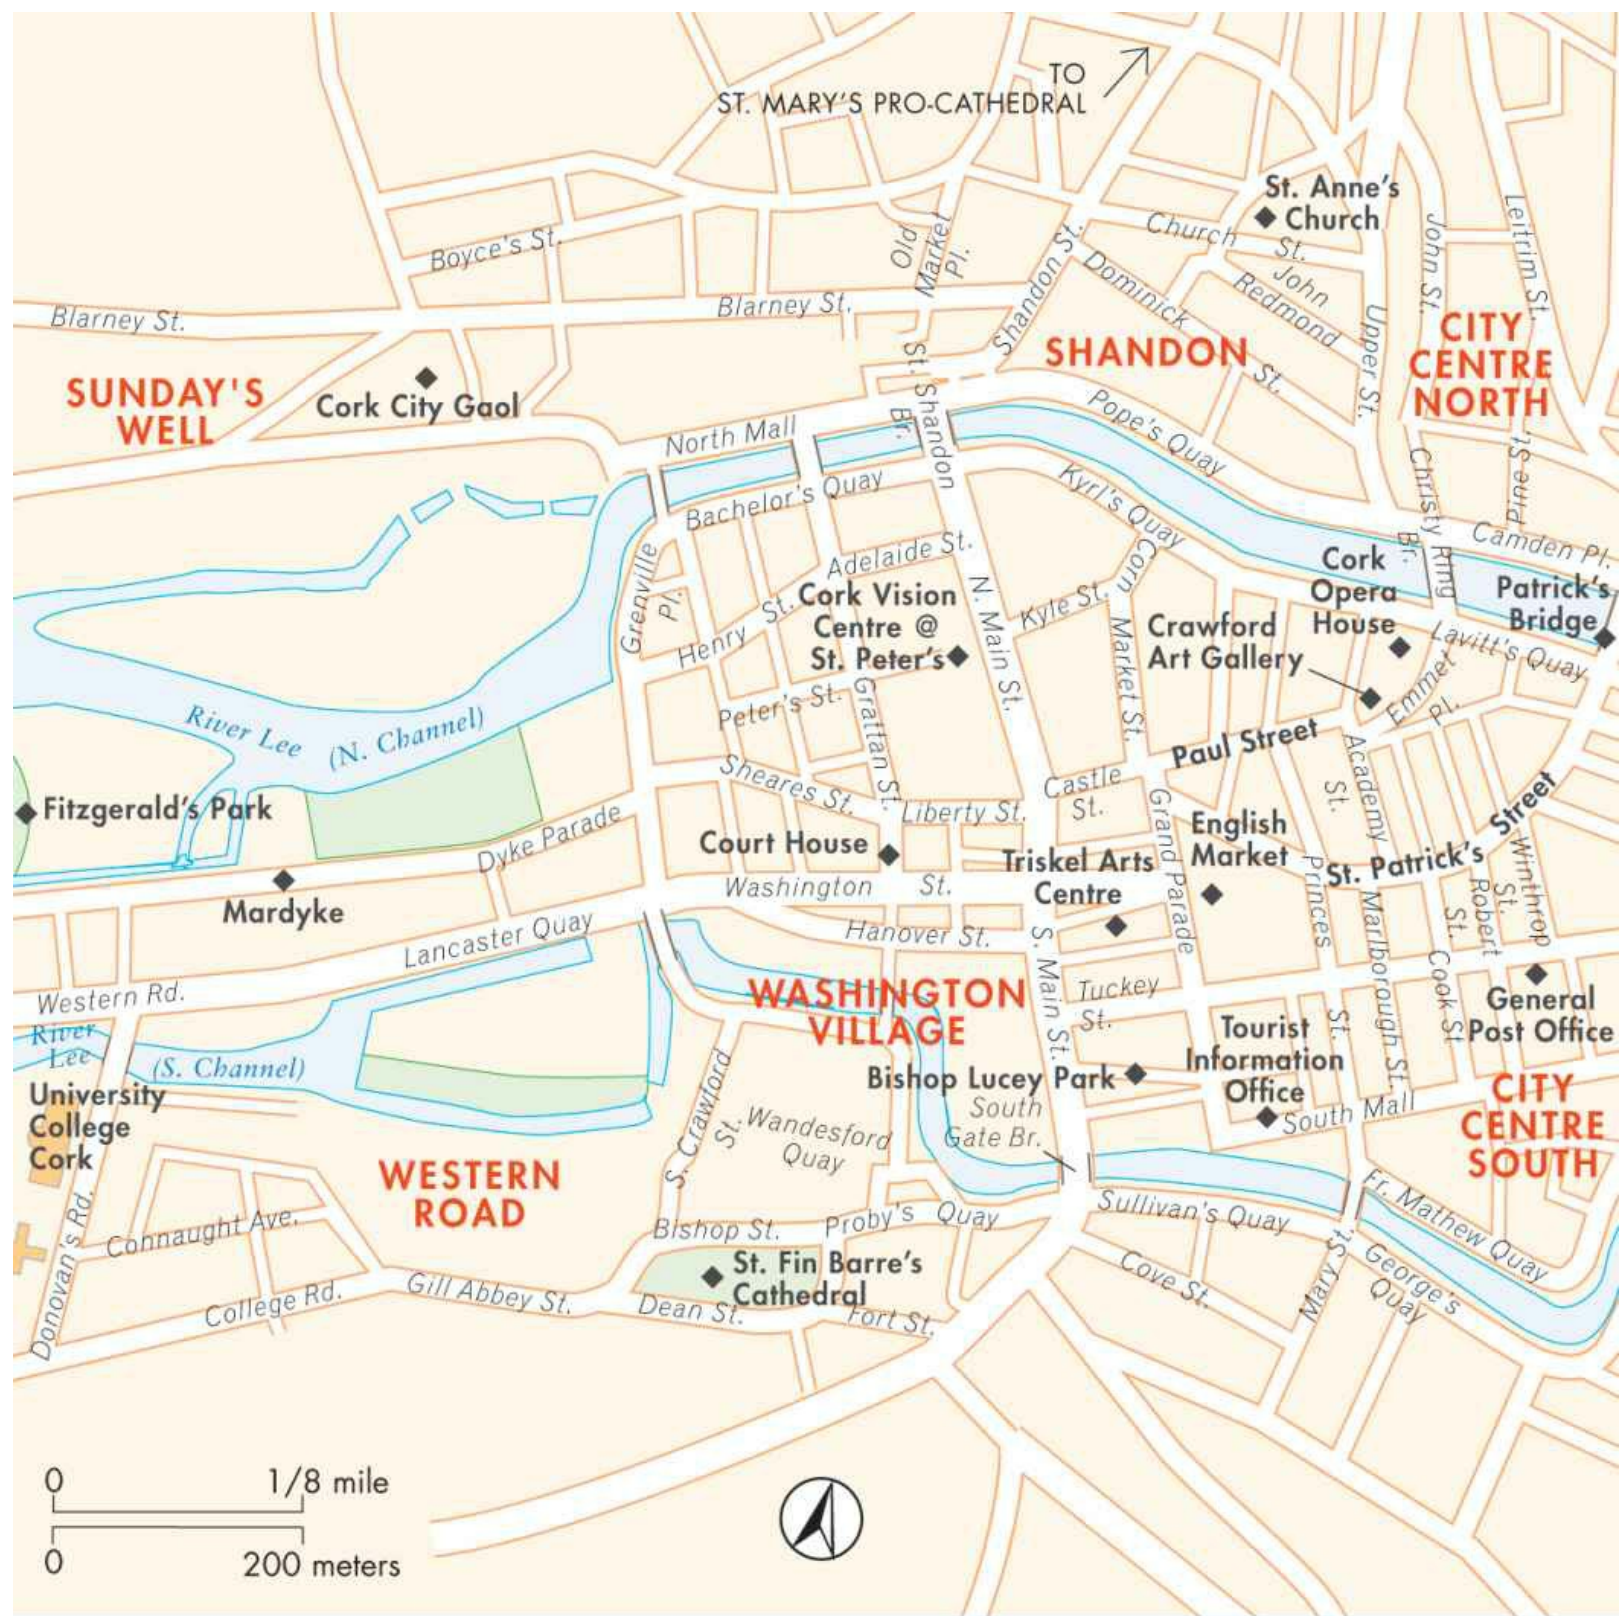 TO
ST. MARY'S PRO-CATHEDRAL
St. Anne's
Church
Church
St.
John
Redmond
St.
Dominick
Upper St.
John St.
Leitrim St.
Boyce's St.
Old
Market
Pl.
Blarney St.
Blarney St.
Shandon St.
SHANDON
CITY
CENTRE
NORTH
SUNDAY'S
WELL
Cork City Gaol
North Mall
St. Shandon
Br.
Shandon
Pope's Quay
Kyrl's Quay
Christy Ring
Br.
Pine St.
Camden Pl.
Bachelor's Quay
Adelaide St.
Corn
Market St.
Kyle St.
N. Main St.
Cork Vision
Centre @
St. Peter's
Grenville
Pl.
Henry St.
Peter's St.
Grattan St.
Cork
Opera
House
Patrick's
Bridge
Crawford
Art Gallery
Lavitt's Quay
Emmet
Pl.
River Lee (N. Channel)
Paul Street
Academy
St.
Sheares St.
Castle
St.
Liberty St.
Grand Parade
English
Market
St. Patrick's Street
Fitzgerald's Park
Dyke Parade
Court House
Triskel Arts
Centre
Washington St.
Mardyke
Hanover St.
Lancaster Quay
Princes
St.
Marlborough St.
Robert
St.
Winthrop
St.
Cook St
S. Main St.
Western Rd.
WASHINGTON
VILLAGE
Tuckey
St.
General
Post Office
Tourist
Information
Office
River
Lee
(S. Channel)
Bishop Lucey Park
South Mall
CITY
CENTRE
SOUTH
University
College
Cork
South
Gate Br.
S. Crawford
St.
Wandesford
Quay
WESTERN
ROAD
Sullivan's Quay
Fr. Mathew Quay
Bishop St.
Proby's Quay
Connaught Ave.
Donovan's Rd.
College Rd.
Gill Abbey St.
St. Fin Barre's
Cathedral
Dean St.
Fort St.
Cove St.
Mary St.
George's
Quay
0 1/8 mile
0 200 meters